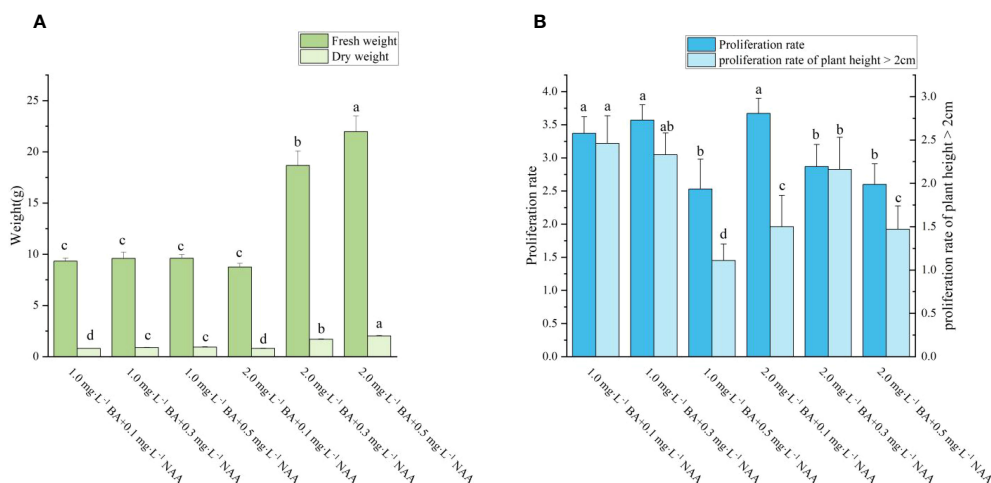 A
Fresh weight
Dry weight
Weight(g)
25
20
15
10
5
0
c
d
c
c
c
c
c
d
b
b
a
a
1.0 mg·L⁻¹ BA+0.1 mg·L⁻¹ NAA
1.0 mg·L⁻¹ BA+0.3 mg·L⁻¹ NAA
1.0 mg·L⁻¹ BA+0.5 mg·L⁻¹ NAA
2.0 mg·L⁻¹ BA+0.1 mg·L⁻¹ NAA
2.0 mg·L⁻¹ BA+0.3 mg·L⁻¹ NAA
2.0 mg·L⁻¹ BA+0.5 mg·L⁻¹ NAA
B
Proliferation rate
proliferation rate of plant height > 2cm
Proliferation rate
4.0
3.5
3.0
2.5
2.0
1.5
1.0
0.5
0.0
a
a
a
ab
b
d
a
c
b
b
b
c
3.0
2.5
2.0
1.5
1.0
0.5
0.0
proliferation rate of plant height > 2cm
1.0 mg·L⁻¹ BA+0.1 mg·L⁻¹ NAA
1.0 mg·L⁻¹ BA+0.3 mg·L⁻¹ NAA
1.0 mg·L⁻¹ BA+0.5 mg·L⁻¹ NAA
2.0 mg·L⁻¹ BA+0.1 mg·L⁻¹ NAA
2.0 mg·L⁻¹ BA+0.3 mg·L⁻¹ NAA
2.0 mg·L⁻¹ BA+0.5 mg·L⁻¹ NAA